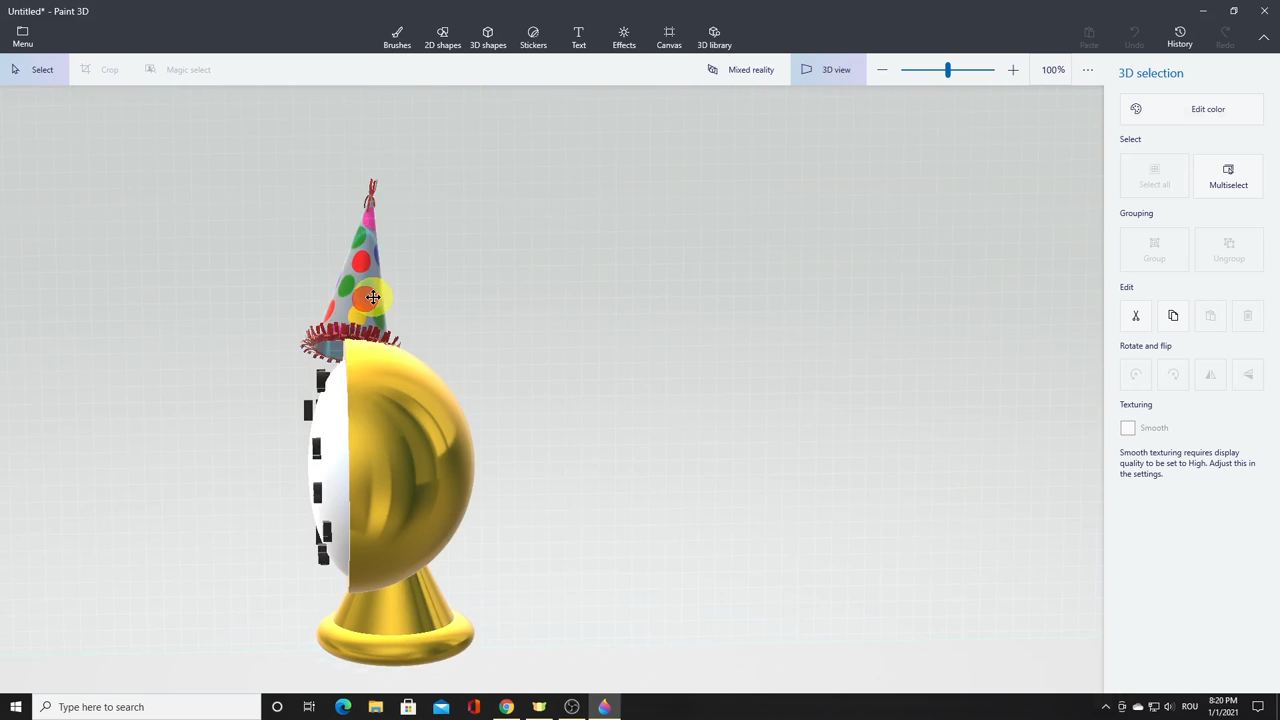 Untitled* - Paint 3D
Menu
Brushes
2D shapes
3D shapes
Stickers
Text
Effects
Canvas
3D library
Paste
Undo
History
Redo
Select
Crop
Magic select
Mixed reality
3D view
100%
3D selection
Edit color
Select
Select all
Multiselect
Grouping
Group
Ungroup
Edit
Rotate and flip
Texturing
Smooth
Smooth texturing requires display
quality to be set to High. Adjust this in
the settings.
Type here to search
ROU
8:20 PM
1/1/2021